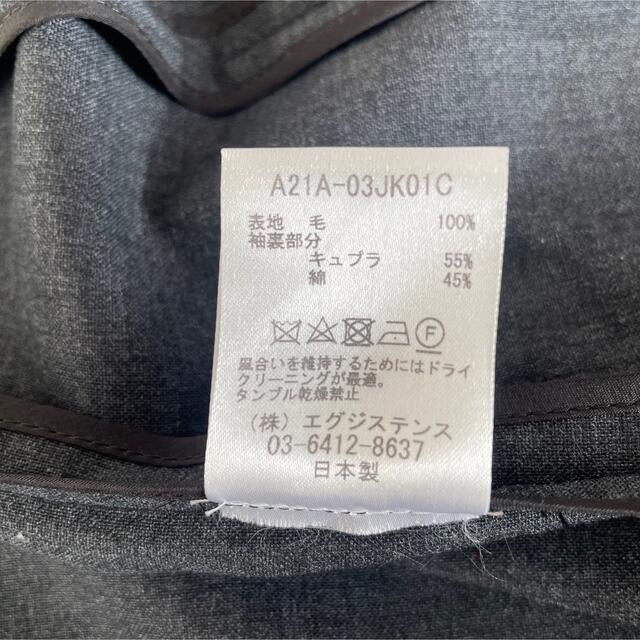 A21A-03JK01C
表地 毛 100%
袖裏部分
キュプラ 55%
綿 45%
F
風合いを維持するためにはドライ
クリーニングが最適。
タンブル乾燥禁止
(株) エグジステンス
03-6412-8637
日本製